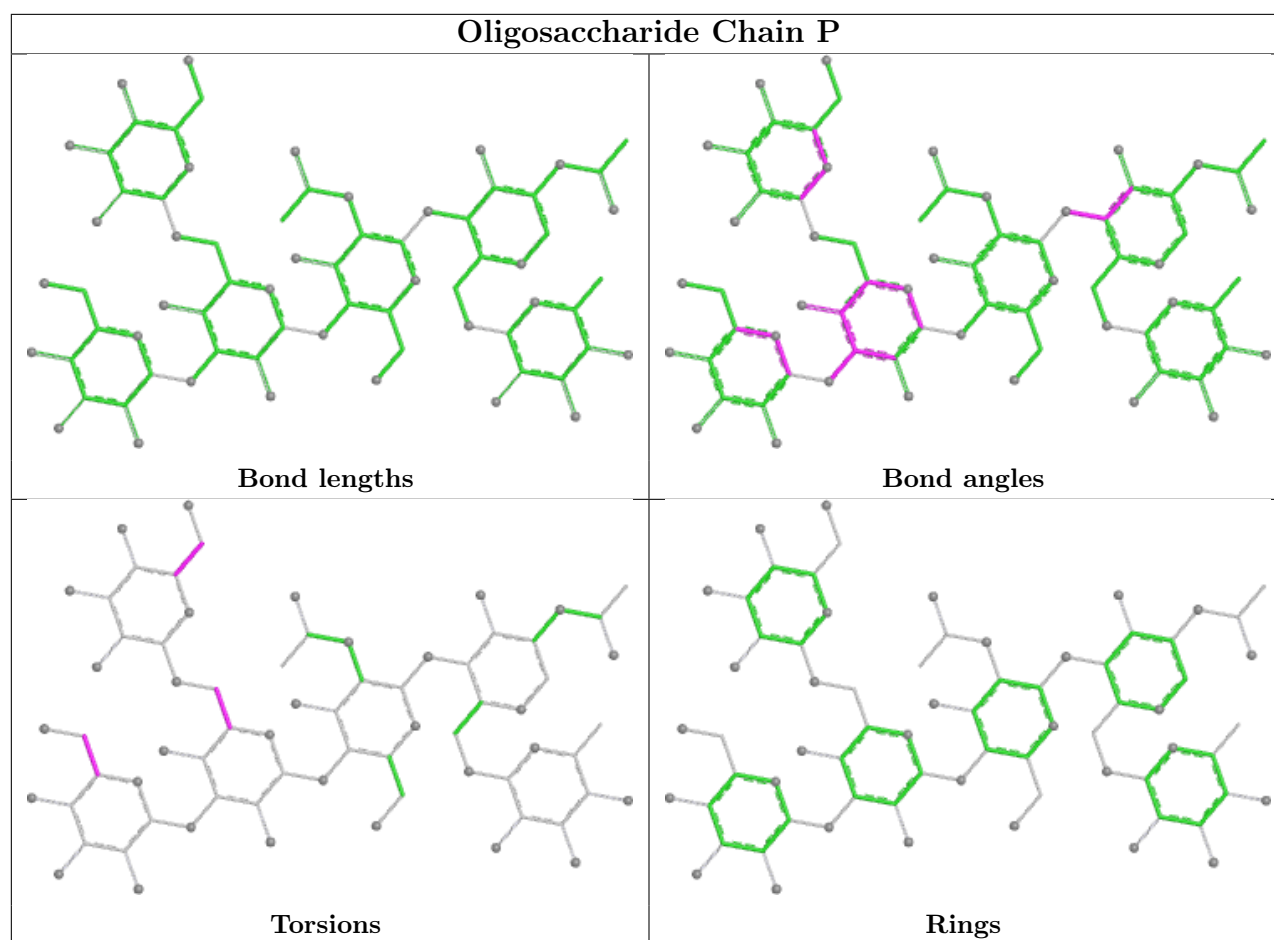 Oligosaccharide Chain P
Bond lengths
Bond angles
Torsions
Rings